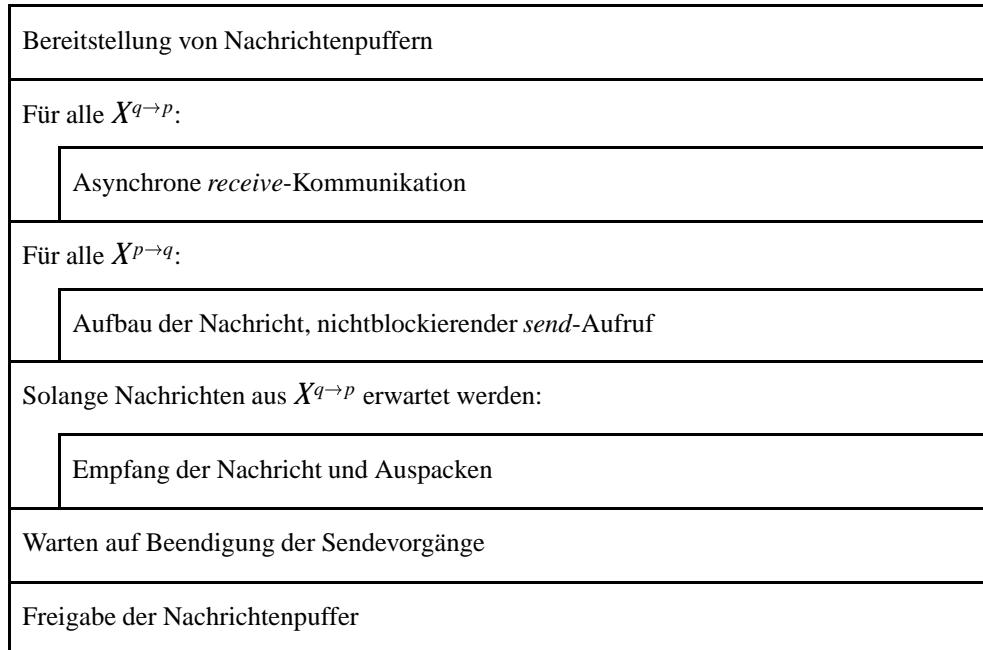 Bereitstellung von Nachrichtenpuffern
Für alle X^{q→p}:
Asynchrone receive-Kommunikation
Für alle X^{p→q}:
Aufbau der Nachricht, nichtblockierender send-Aufruf
Solange Nachrichten aus X^{q→p} erwartet werden:
Empfang der Nachricht und Auspacken
Warten auf Beendigung der Sendevorgänge
Freigabe der Nachrichtenpuffer